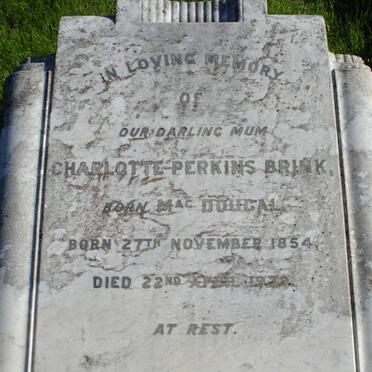 IN LOVING MEMORY
OF
OUR DARLING MUM
CHARLOTTE PERKINS BRINK,
BORN MAC DOUGAL
BORN 27TH NOVEMBER 1854,
DIED 22ND APRIL
AT REST.